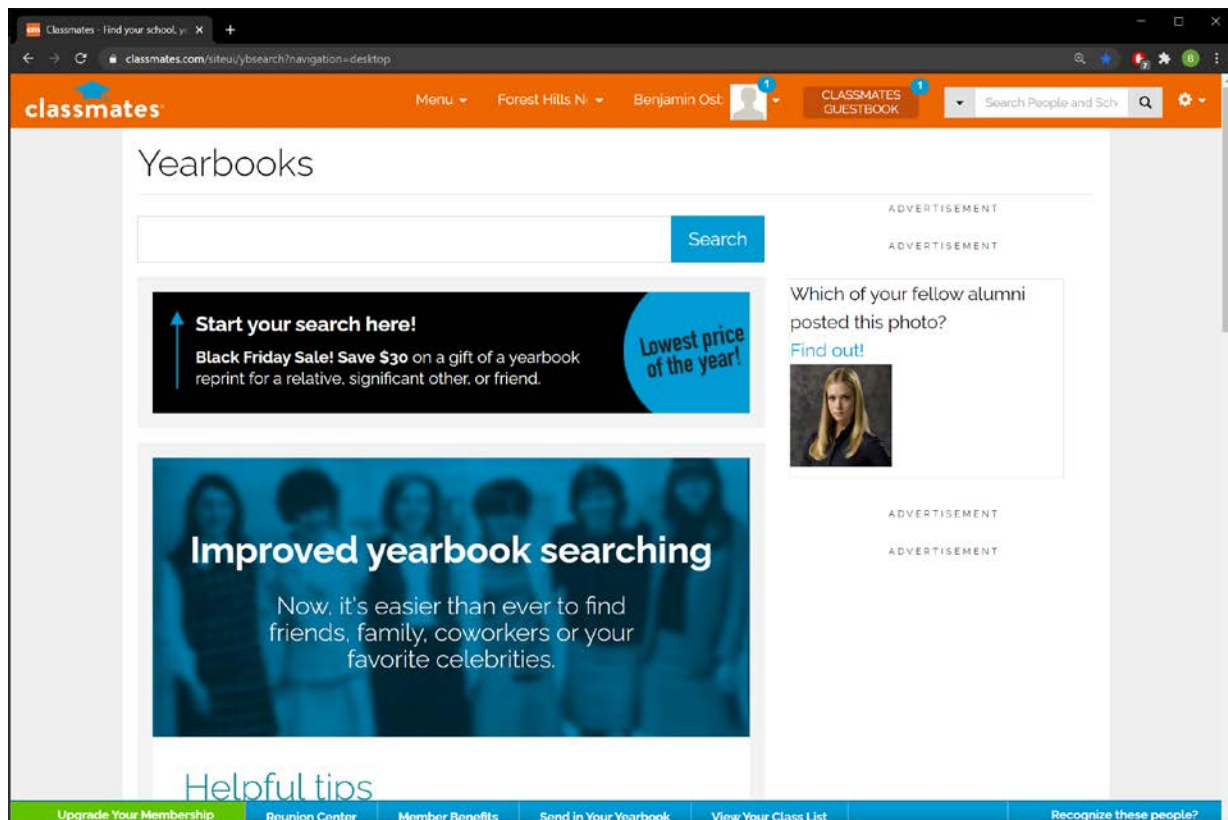 cm Classmates - Find your school, y
classmates.com/siteui/ybsearch?navigation=desktop
7
B
classmates
Menu
Forest Hills N
Benjamin Ost
1
CLASSMATES
GUESTBOOK
1
Search People and Sch
Yearbooks
Search
Start your search here!
Black Friday Sale! Save $30 on a gift of a yearbook
reprint for a relative, significant other, or friend.
Lowest price
of the year!
Improved yearbook searching
Now, it's easier than ever to find
friends, family, coworkers or your
favorite celebrities.
Helpful tips
ADVERTISEMENT
ADVERTISEMENT
Which of your fellow alumni
posted this photo?
Find out!
ADVERTISEMENT
ADVERTISEMENT
Upgrade Your Membership
Reunion Center
Member Benefits
Send in Your Yearbook
View Your Class List
Recognize these people?